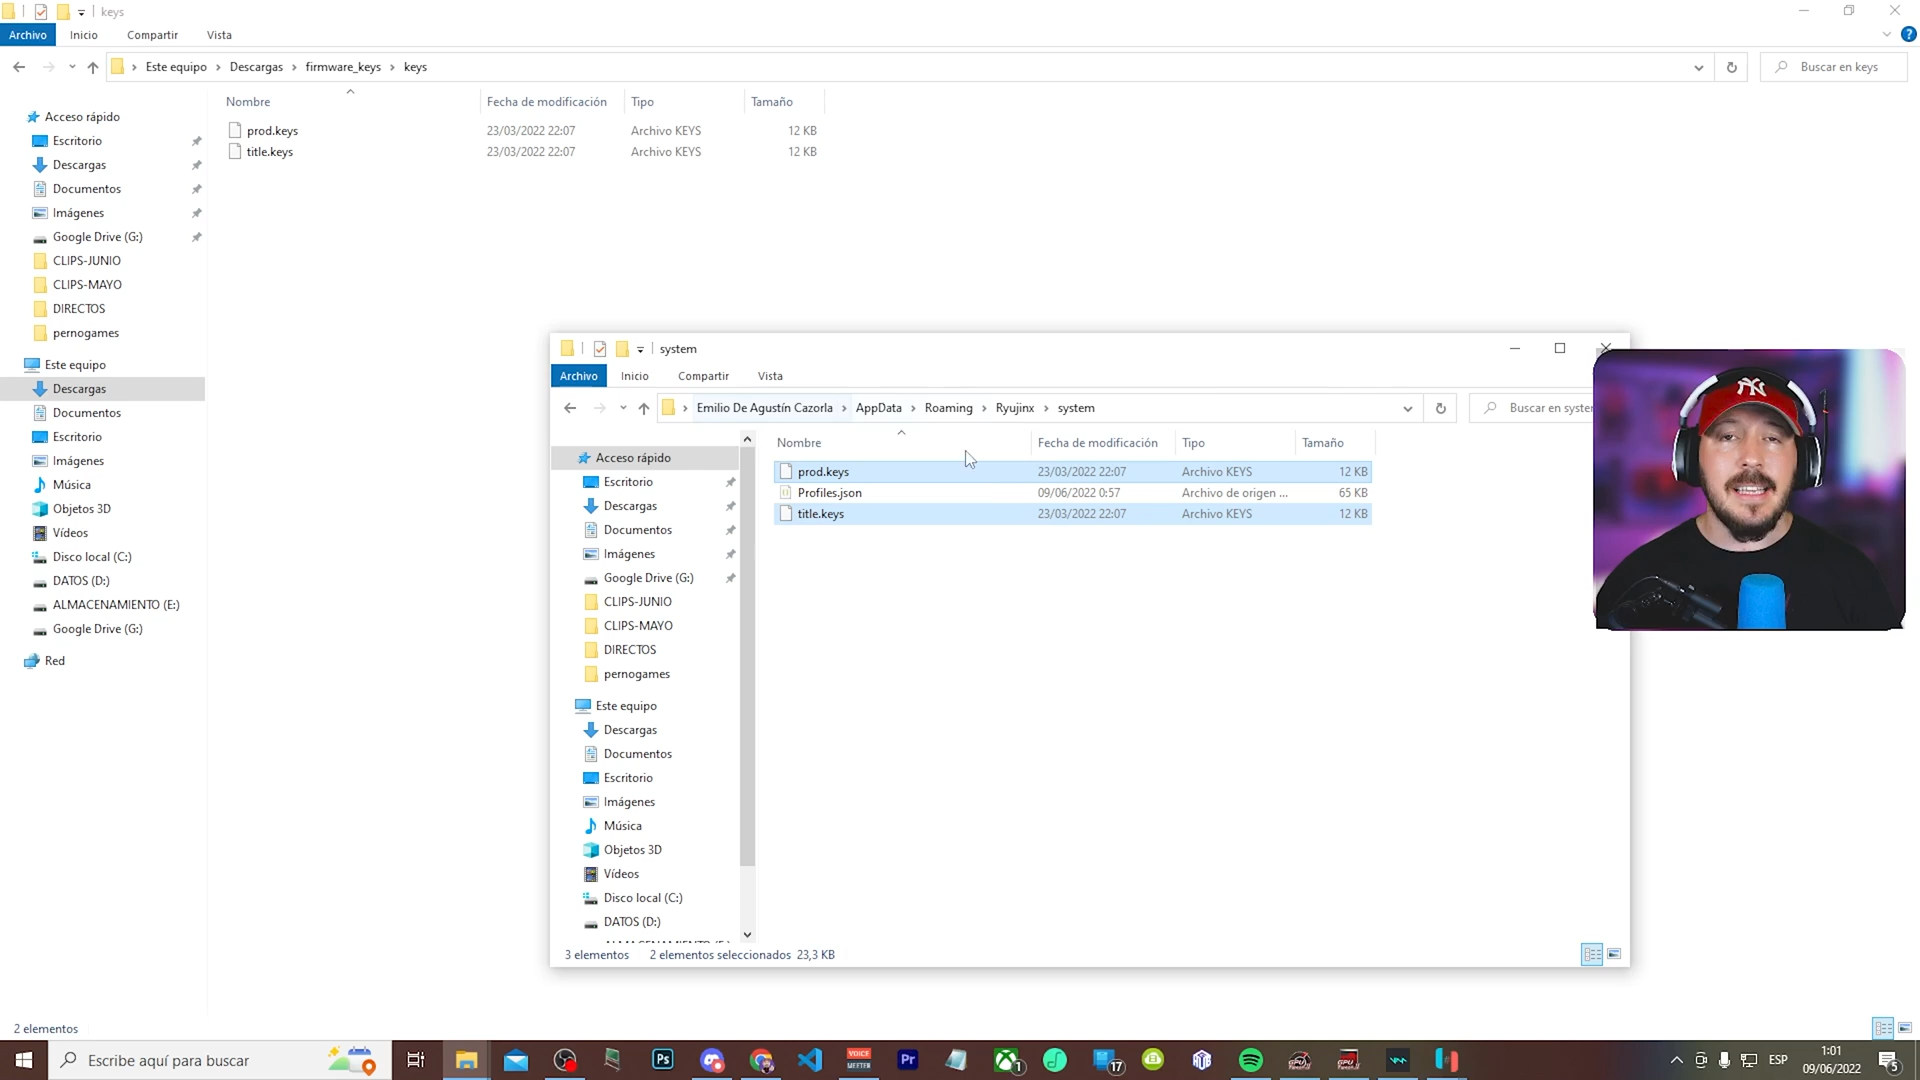 keys
Archivo Inicio Compartir Vista
Este equipo Descargas firmware_keys keys
Buscar en keys
Nombre Fecha de modificación Tipo Tamaño
prod.keys 23/03/2022 22:07 Archivo KEYS 12 KB
title.keys 23/03/2022 22:07 Archivo KEYS 12 KB
Acceso rápido
Escritorio
Descargas
Documentos
Imágenes
Google Drive (G:)
CLIPS-JUNIO
CLIPS-MAYO
DIRECTOS
pernogames
Este equipo
Descargas
Documentos
Escritorio
Imágenes
Música
Objetos 3D
Vídeos
Disco local (C:)
DATOS (D:)
ALMACENAMIENTO (E:)
Google Drive (G:)
Red
2 elementos
system
Archivo Inicio Compartir Vista
Emilio De Agustín Cazorla AppData Roaming Ryujinx system
Buscar en
Nombre Fecha de modificación Tipo Tamaño
prod.keys 23/03/2022 22:07 Archivo KEYS 12 KB
Profiles.json 09/06/2022 0:57 Archivo de origen ... 65 KB
title.keys 23/03/2022 22:07 Archivo KEYS 12 KB
Acceso rápido
Escritorio
Descargas
Documentos
Imágenes
Google Drive (G:)
CLIPS-JUNIO
CLIPS-MAYO
DIRECTOS
pernogames
Este equipo
Descargas
Documentos
Escritorio
Imágenes
Música
Objetos 3D
Vídeos
Disco local (C:)
DATOS (D:)
3 elementos 2 elementos seleccionados 23,3 KB
Escribe aquí para buscar
Ps
VOICE
MEETER
Pr
1
17
ESP
1:01
09/06/2022
5